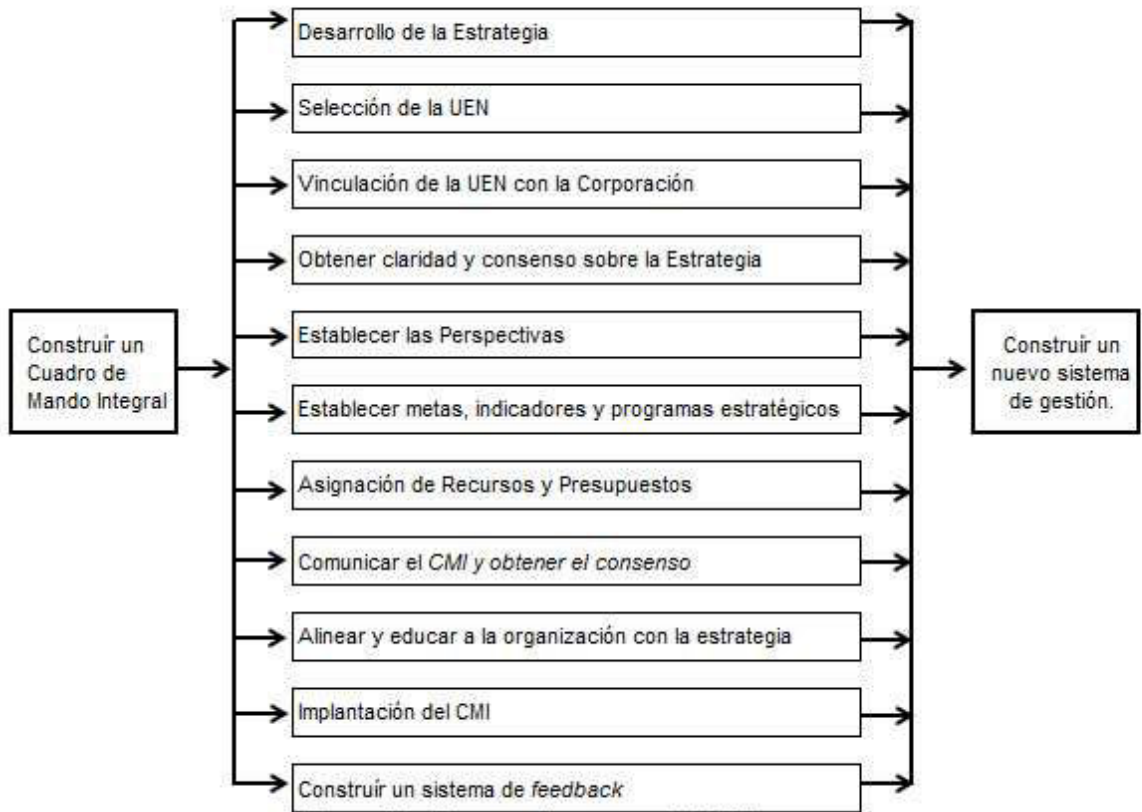 Desarrollo de la Estrategia
Selección de la UEN
Vinculación de la UEN con la Corporación
Obtener claridad y consenso sobre la Estrategia
Construír un
Cuadro de
Mando Integral
Establecer las Perspectivas
Establecer metas, indicadores y programas estratégicos
Asignación de Recursos y Presupuestos
Comunicar el CMI y obtener el consenso
Alinear y educar a la organización con la estrategia
Implantación del CMI
Construír un sistema de feedback
Construír un
nuevo sistema
de gestión.